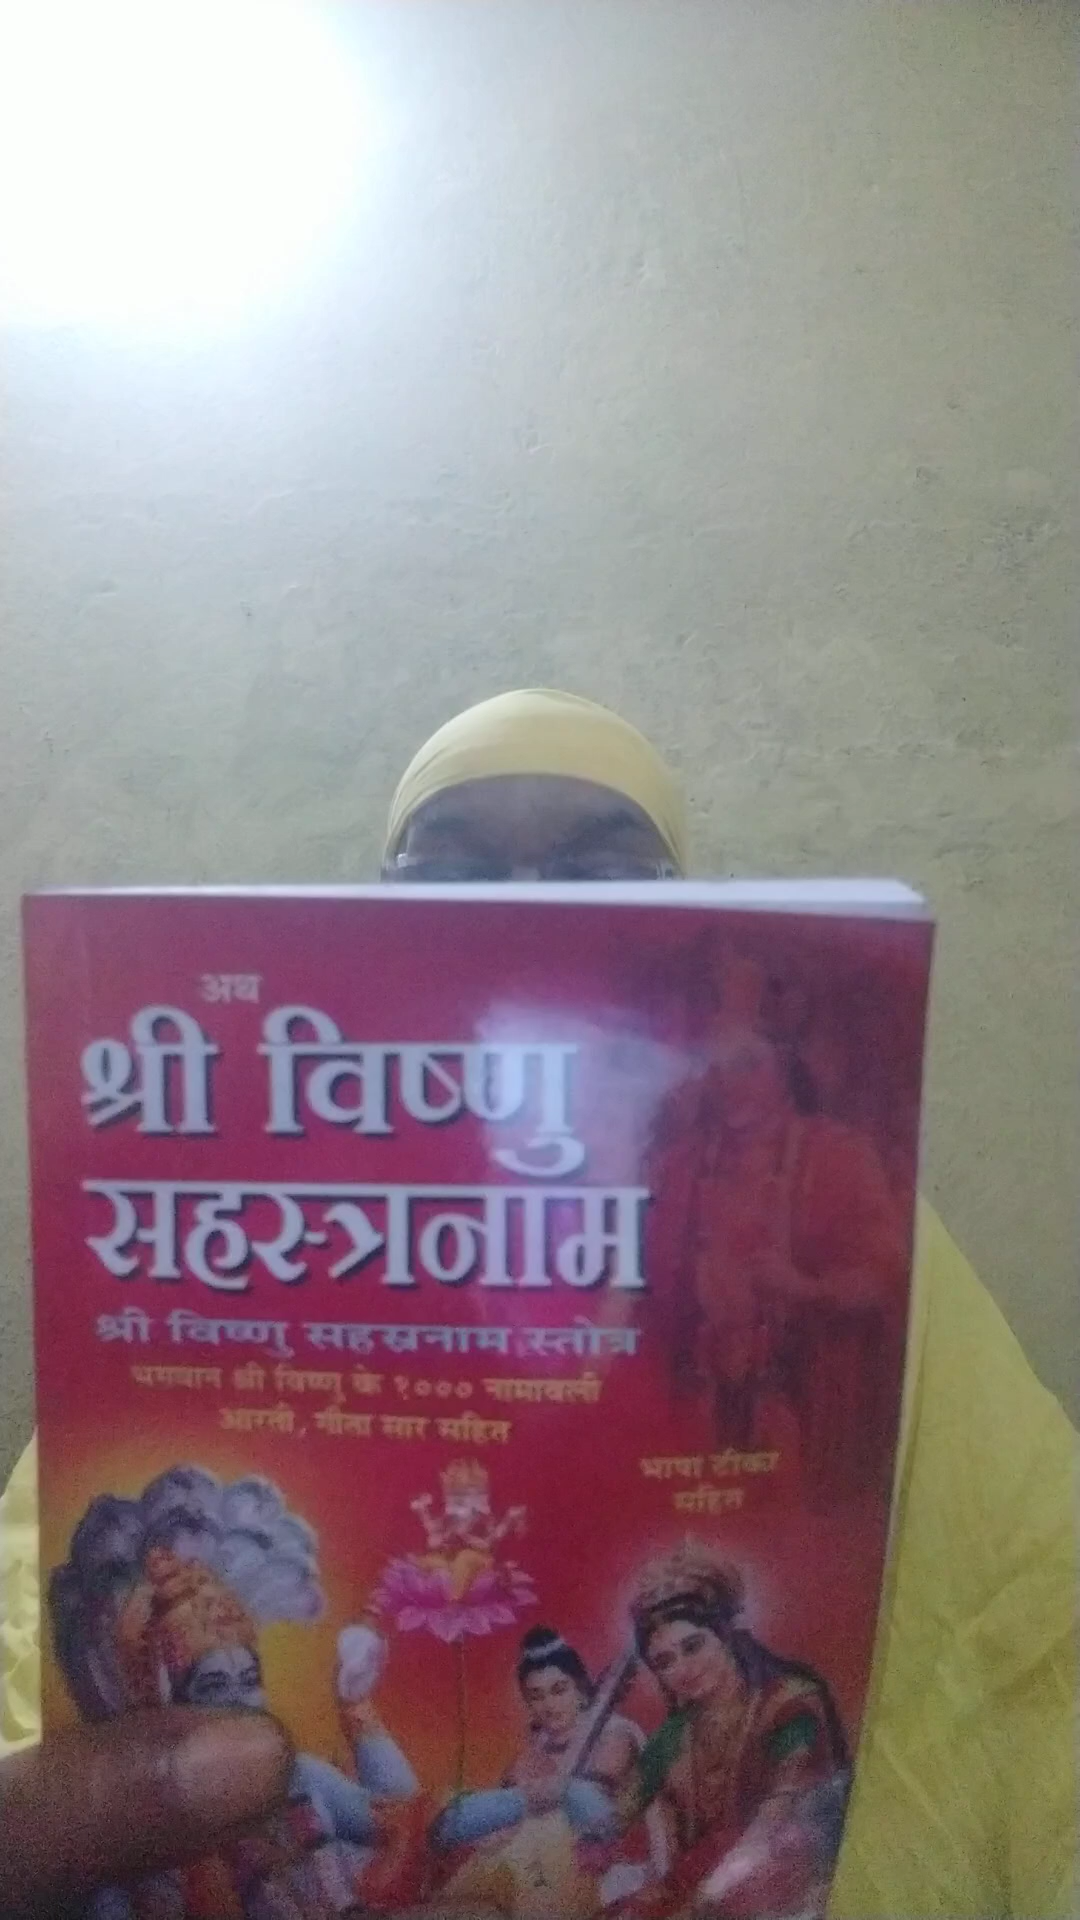 अथ
श्री विष्णु
सहस्त्रनाम
श्री विष्णु सहस्रनाम स्तोत्र
भगवान श्री विष्णु के १००० नामावली
आरती, गीता सार सहित
भाषा टीका
सहित